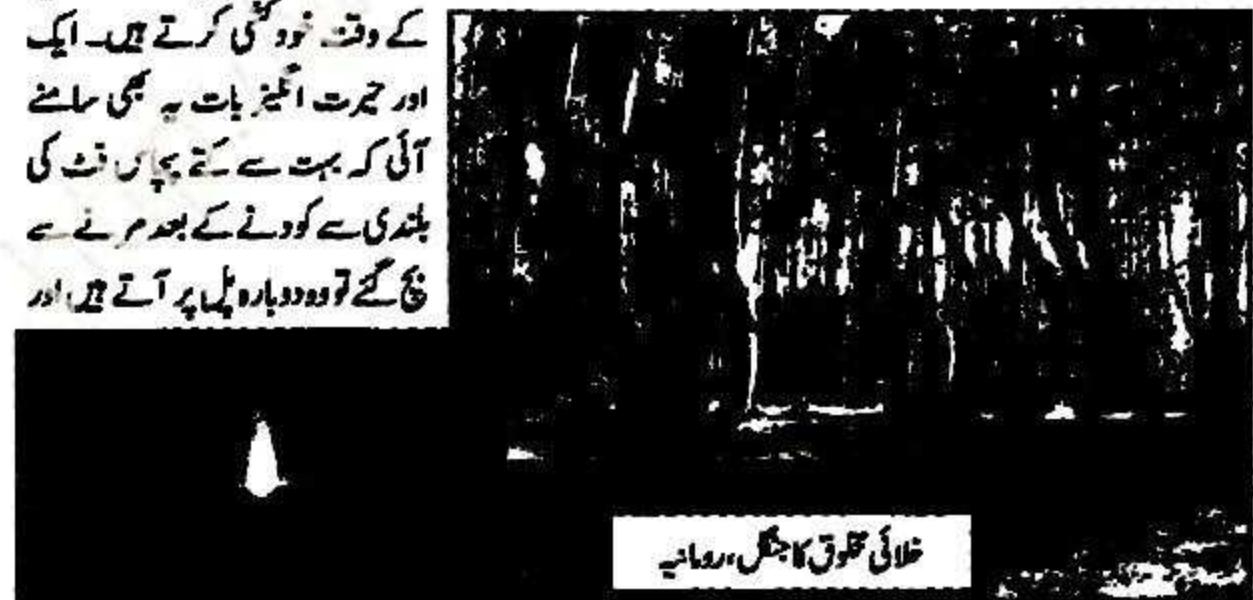 کے وقت خودکشی کرتے ہیں۔ ایک
اور حیرت انگیز بات یہ بھی سامنے
آئی کہ بہت سے کتے پچاس فٹ کی
بلندی سے کودنے کے بعد مرنے سے
بچ گئے تو وہ دوبارہ پل پر آتے ہیں اور
خلائی مخلوق کا جنگل، رومانیہ